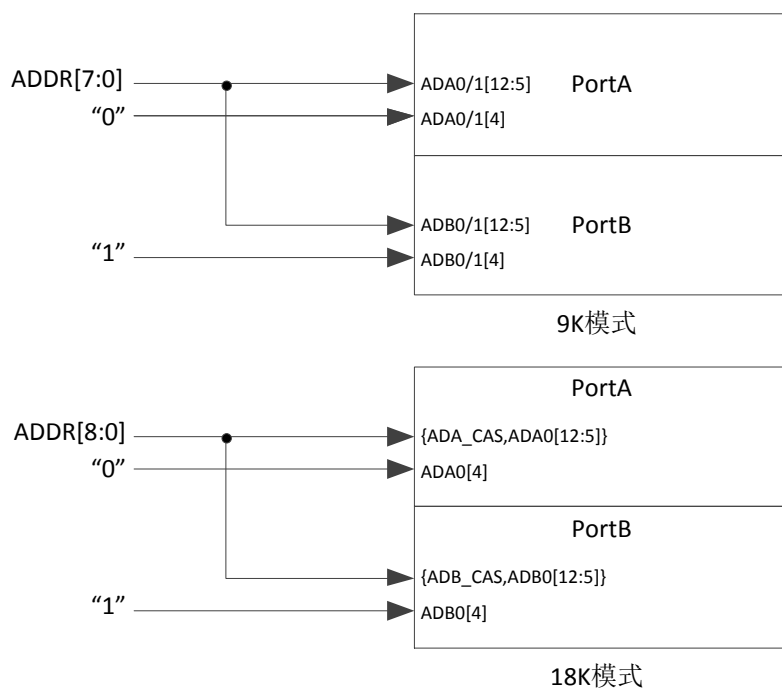 ADDR[7:0]
“0”
ADA0/1[12:5]
PortA
ADA0/1[4]
“1”
ADB0/1[12:5]
PortB
ADB0/1[4]
9K模式
ADDR[8:0]
“0”
PortA
{ADA_CAS,ADA0[12:5]}
ADA0[4]
“1”
PortB
{ADB_CAS,ADB0[12:5]}
ADB0[4]
18K模式